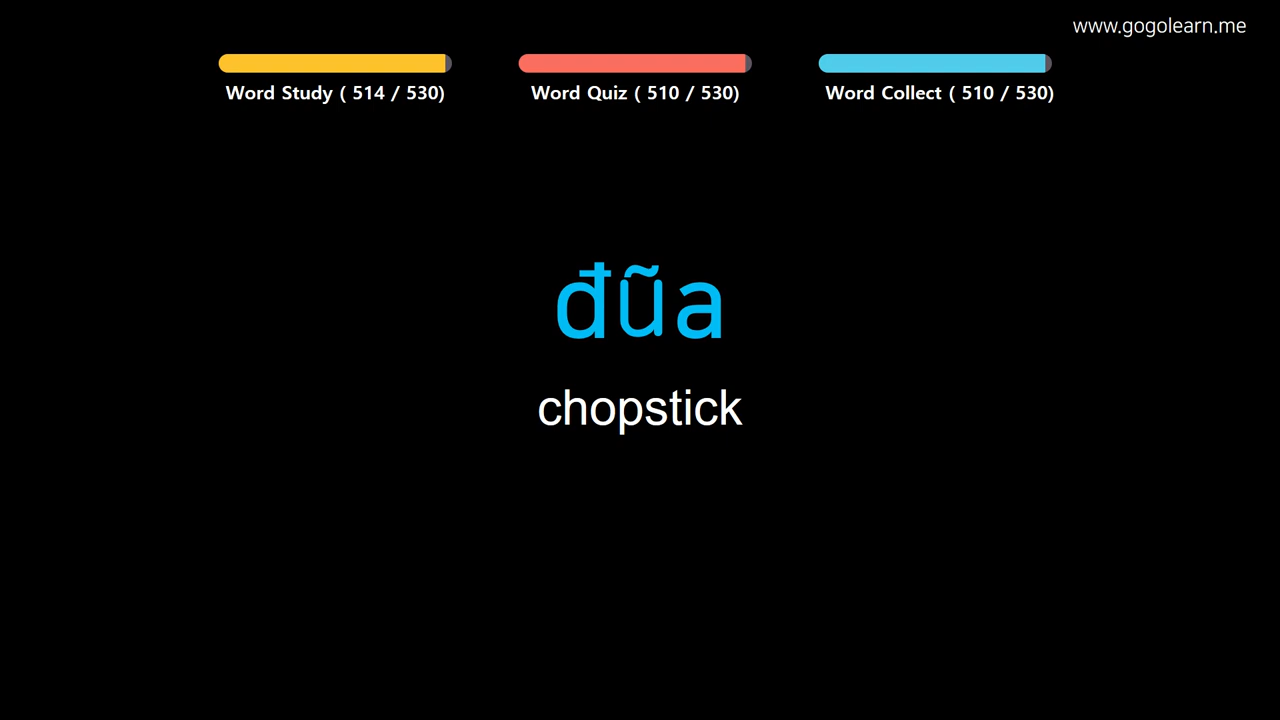 www.gogolearn.me
Word Study ( 514 / 530)
Word Quiz ( 510 / 530)
Word Collect ( 510 / 530)
đũa
chopstick